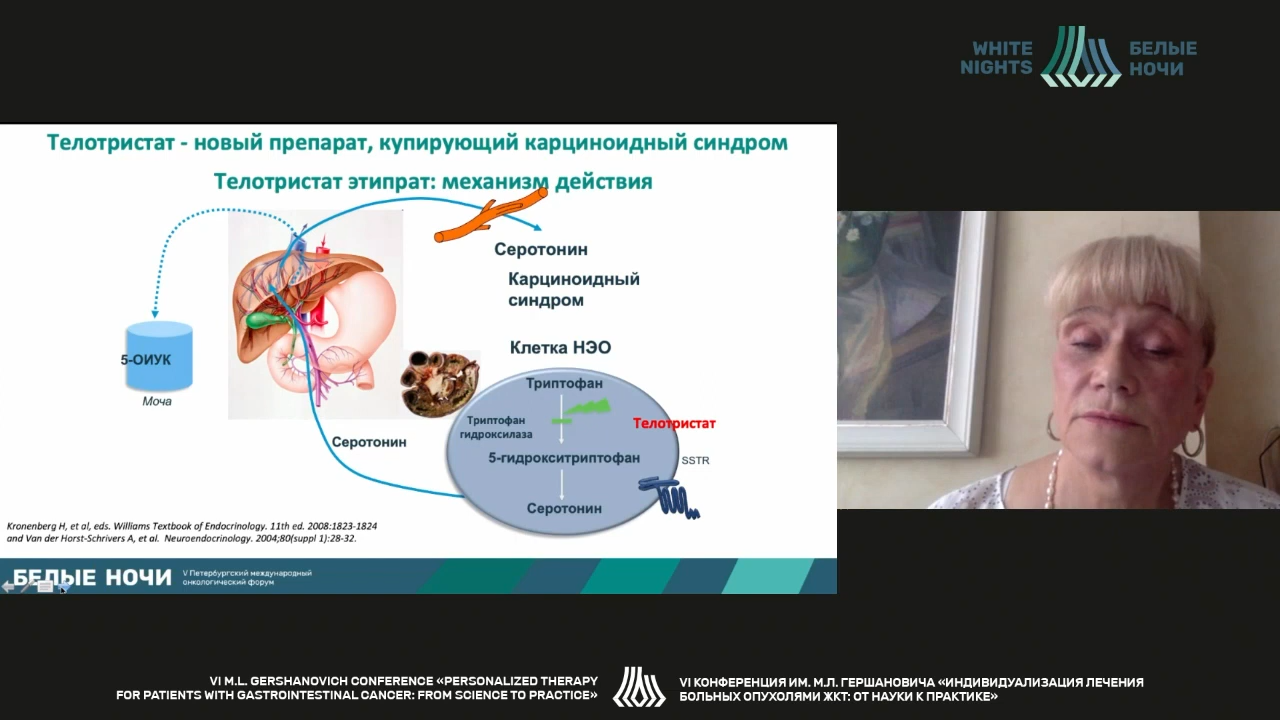 WHITE
NIGHTS
БЕЛЫЕ
НОЧИ
Телотристат - новый препарат, купирующий карциноидный синдром
Телотристат этипрат: механизм действия
Серотонин
Карциноидный
синдром
5-ОИУК
Моча
Клетка НЭО
Триптофан
Триптофан
гидроксилаза
Телотристат
Серотонин
5-гидрокситриптофан
SSTR
Серотонин
Kronenberg H, et al, eds. Williams Textbook of Endocrinology. 11th ed. 2008:1823-1824
and Van der Horst-Schrivers A, et al. Neuroendocrinology. 2004;80(suppl 1):28-32.
БЕЛЫЕ НОЧИ
V Петербургский международный
онкологический форум
VI M.L. GERSHANOVICH CONFERENCE «PERSONALIZED THERAPY
FOR PATIENTS WITH GASTROINTESTINAL CANCER: FROM SCIENCE TO PRACTICE»
VI КОНФЕРЕНЦИЯ ИМ. М.Л. ГЕРШАНОВИЧА «ИНДИВИДУАЛИЗАЦИЯ ЛЕЧЕНИЯ
БОЛЬНЫХ ОПУХОЛЯМИ ЖКТ: ОТ НАУКИ К ПРАКТИКЕ»